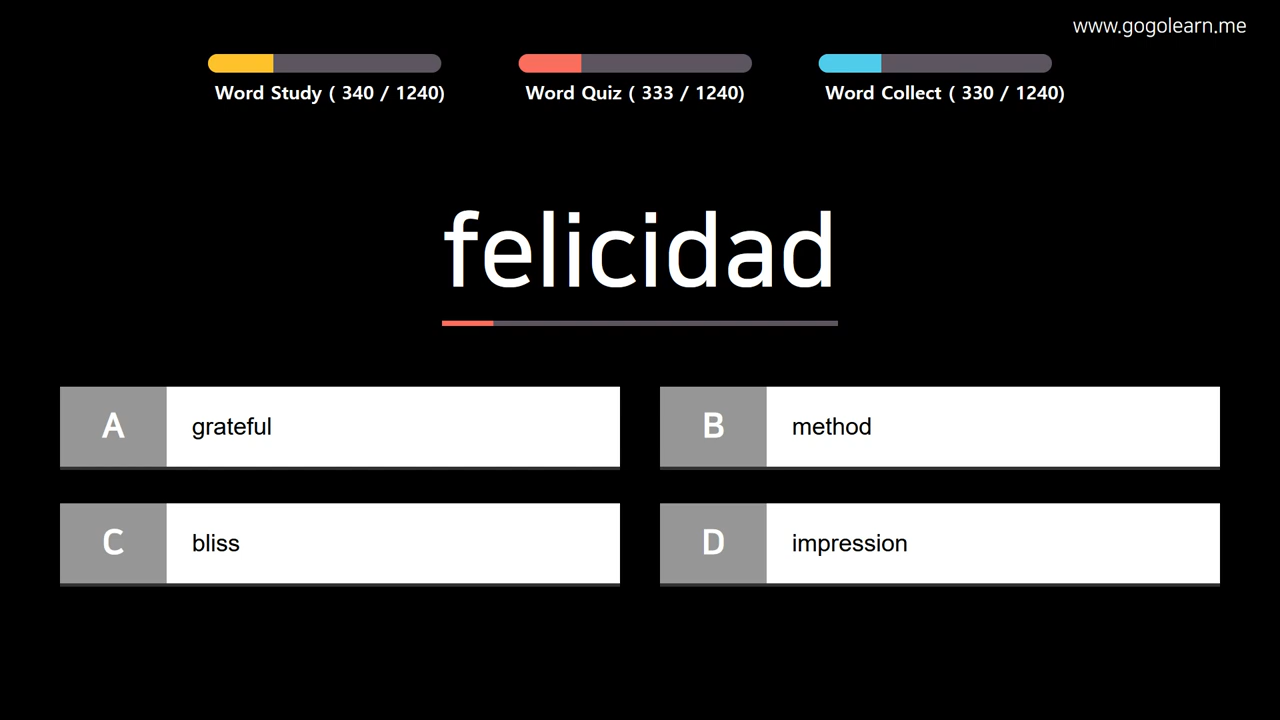 www.gogolearn.me
Word Study ( 340 / 1240)
Word Quiz ( 333 / 1240)
Word Collect ( 330 / 1240)
felicidad
A grateful
B method
C bliss
D impression